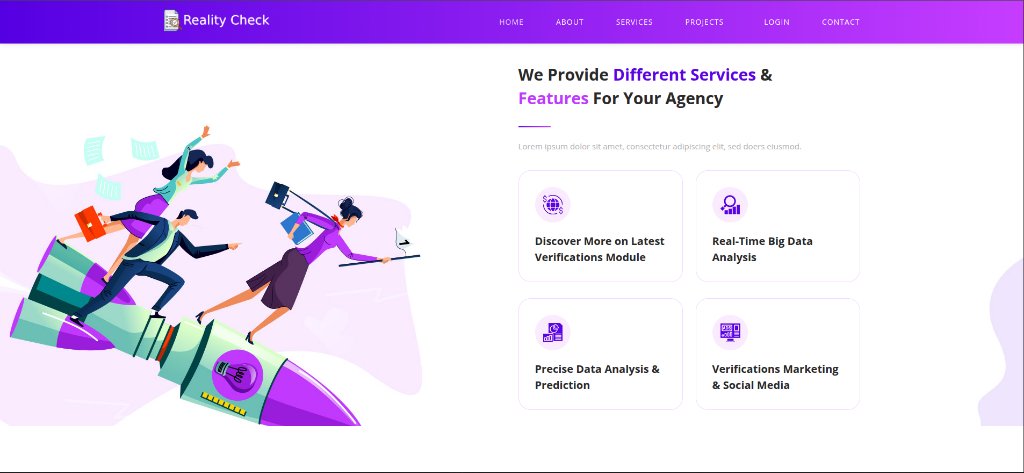 Reality Check
HOME ABOUT SERVICES PROJECTS LOGIN CONTACT
We Provide Different Services &
Features For Your Agency
Lorem ipsum dolor sit amet, consectetur adipiscing elit, sed doers eiusmod.
Discover More on Latest
Verifications Module
Real-Time Big Data
Analysis
Precise Data Analysis &
Prediction
Verifications Marketing
& Social Media
1